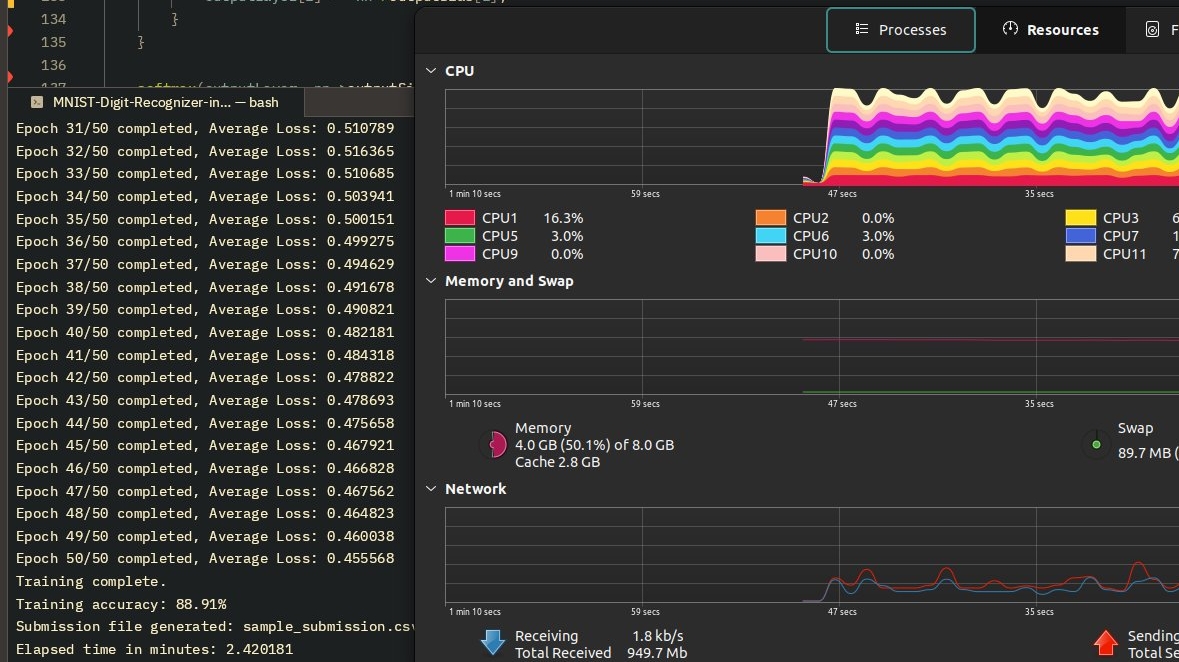 134 }
135 }
136
137
MNIST-Digit-Recognizer-in... — bash
Epoch 31/50 completed, Average Loss: 0.510789
Epoch 32/50 completed, Average Loss: 0.516365
Epoch 33/50 completed, Average Loss: 0.510685
Epoch 34/50 completed, Average Loss: 0.503941
Epoch 35/50 completed, Average Loss: 0.500151
Epoch 36/50 completed, Average Loss: 0.499275
Epoch 37/50 completed, Average Loss: 0.494629
Epoch 38/50 completed, Average Loss: 0.491678
Epoch 39/50 completed, Average Loss: 0.490821
Epoch 40/50 completed, Average Loss: 0.482181
Epoch 41/50 completed, Average Loss: 0.484318
Epoch 42/50 completed, Average Loss: 0.478822
Epoch 43/50 completed, Average Loss: 0.478693
Epoch 44/50 completed, Average Loss: 0.475658
Epoch 45/50 completed, Average Loss: 0.467921
Epoch 46/50 completed, Average Loss: 0.466828
Epoch 47/50 completed, Average Loss: 0.467562
Epoch 48/50 completed, Average Loss: 0.464823
Epoch 49/50 completed, Average Loss: 0.460038
Epoch 50/50 completed, Average Loss: 0.455568
Training complete.
Training accuracy: 88.91%
Submission file generated: sample_submission.csv
Elapsed time in minutes: 2.420181
Processes Resources F
CPU
1 min 10 secs 59 secs 47 secs 35 secs
CPU1 16.3% CPU2 0.0% CPU3 6
CPU5 3.0% CPU6 3.0% CPU7 1
CPU9 0.0% CPU10 0.0% CPU11 7
Memory and Swap
1 min 10 secs 59 secs 47 secs 35 secs
Memory
4.0 GB (50.1%) of 8.0 GB
Cache 2.8 GB
Swap
89.7 MB (
Network
1 min 10 secs 59 secs 47 secs 35 secs
Receiving 1.8 kb/s
Total Received 949.7 Mb
Sending
Total Se